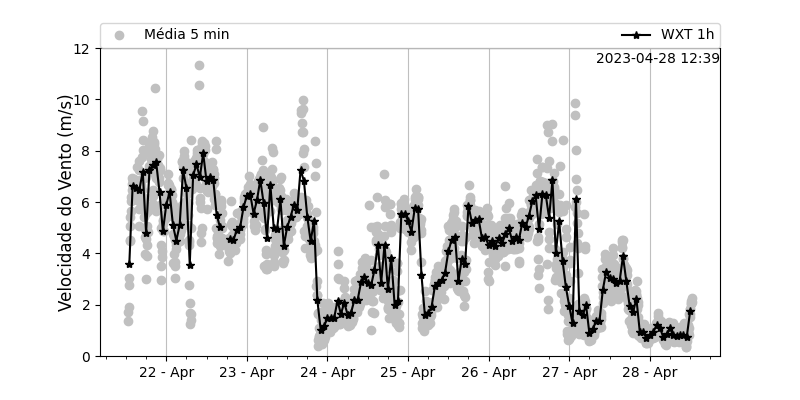 Média 5 min
WXT 1h
2023-04-28 12:39
Velocidade do Vento (m/s)
12
10
8
6
4
2
0
22 - Apr
23 - Apr
24 - Apr
25 - Apr
26 - Apr
27 - Apr
28 - Apr